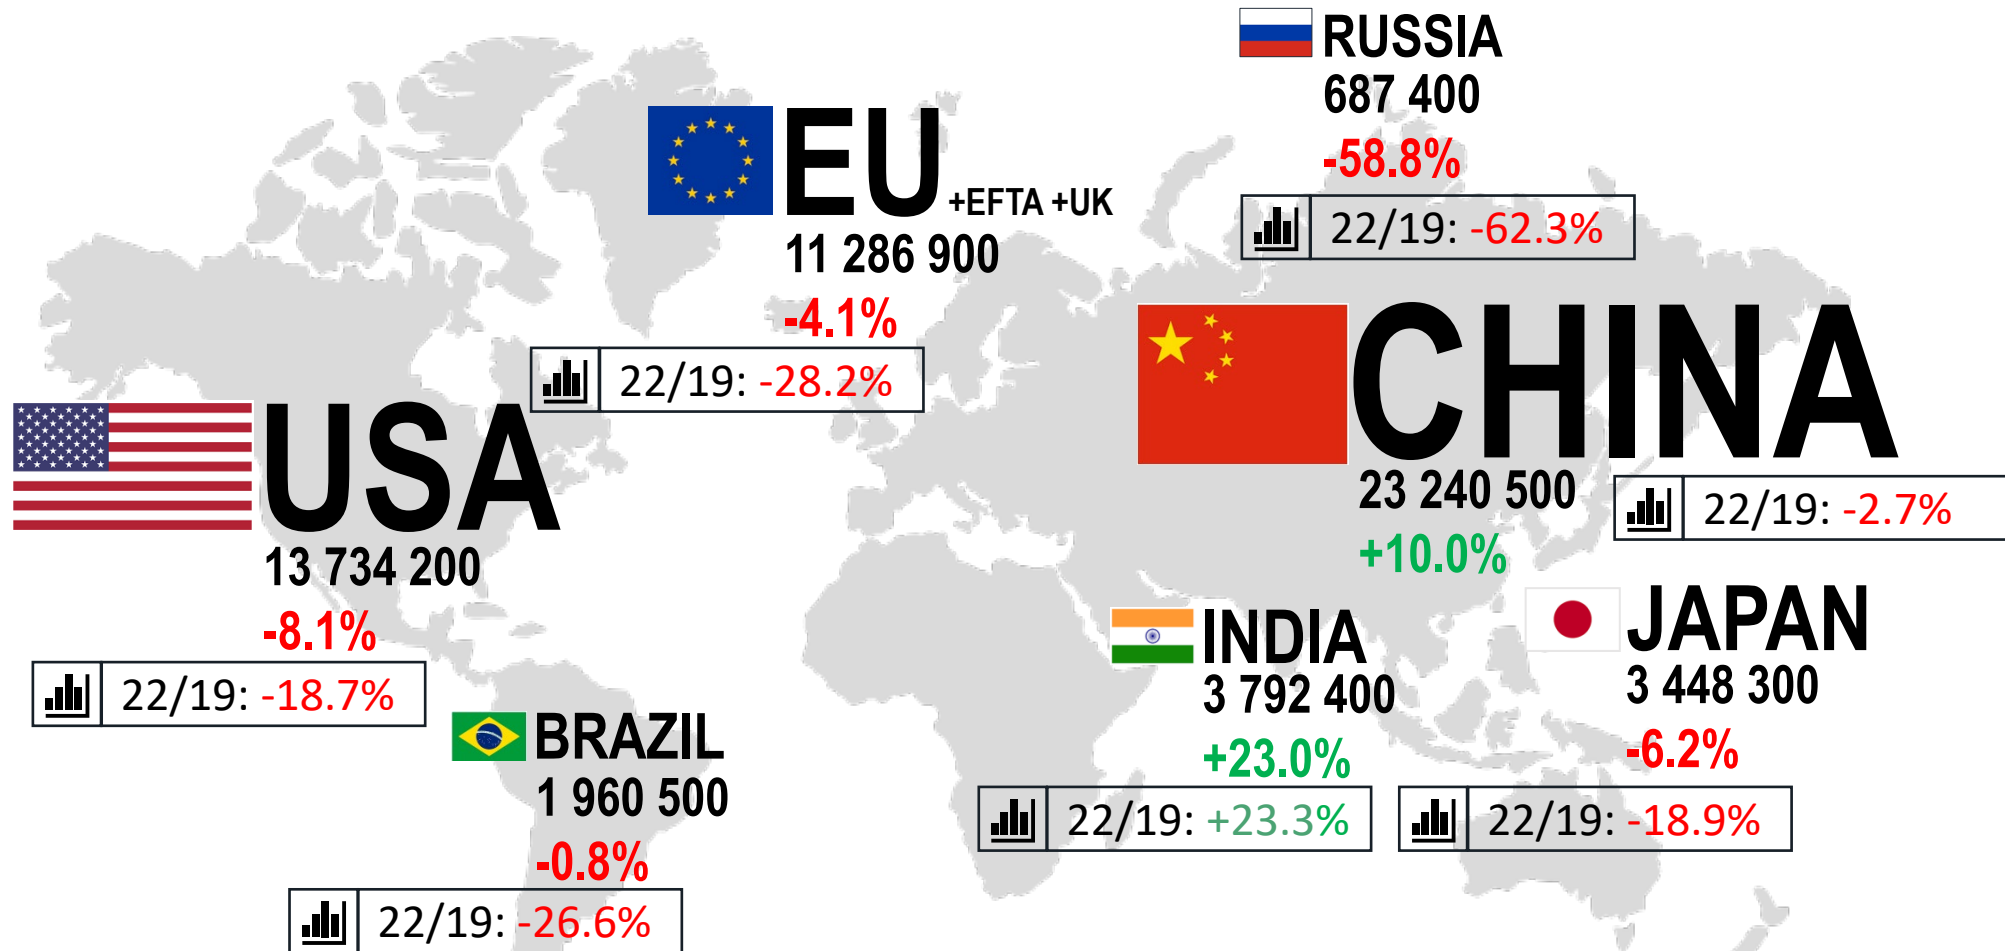 RUSSIA
687 400
-58.8%
22/19: -62.3%
EU +EFTA +UK
11 286 900
-4.1%
22/19: -28.2%
CHINA
23 240 500
+10.0%
22/19: -2.7%
USA
13 734 200
-8.1%
22/19: -18.7%
INDIA
3 792 400
+23.0%
22/19: +23.3%
JAPAN
3 448 300
-6.2%
22/19: -18.9%
BRAZIL
1 960 500
-0.8%
22/19: -26.6%